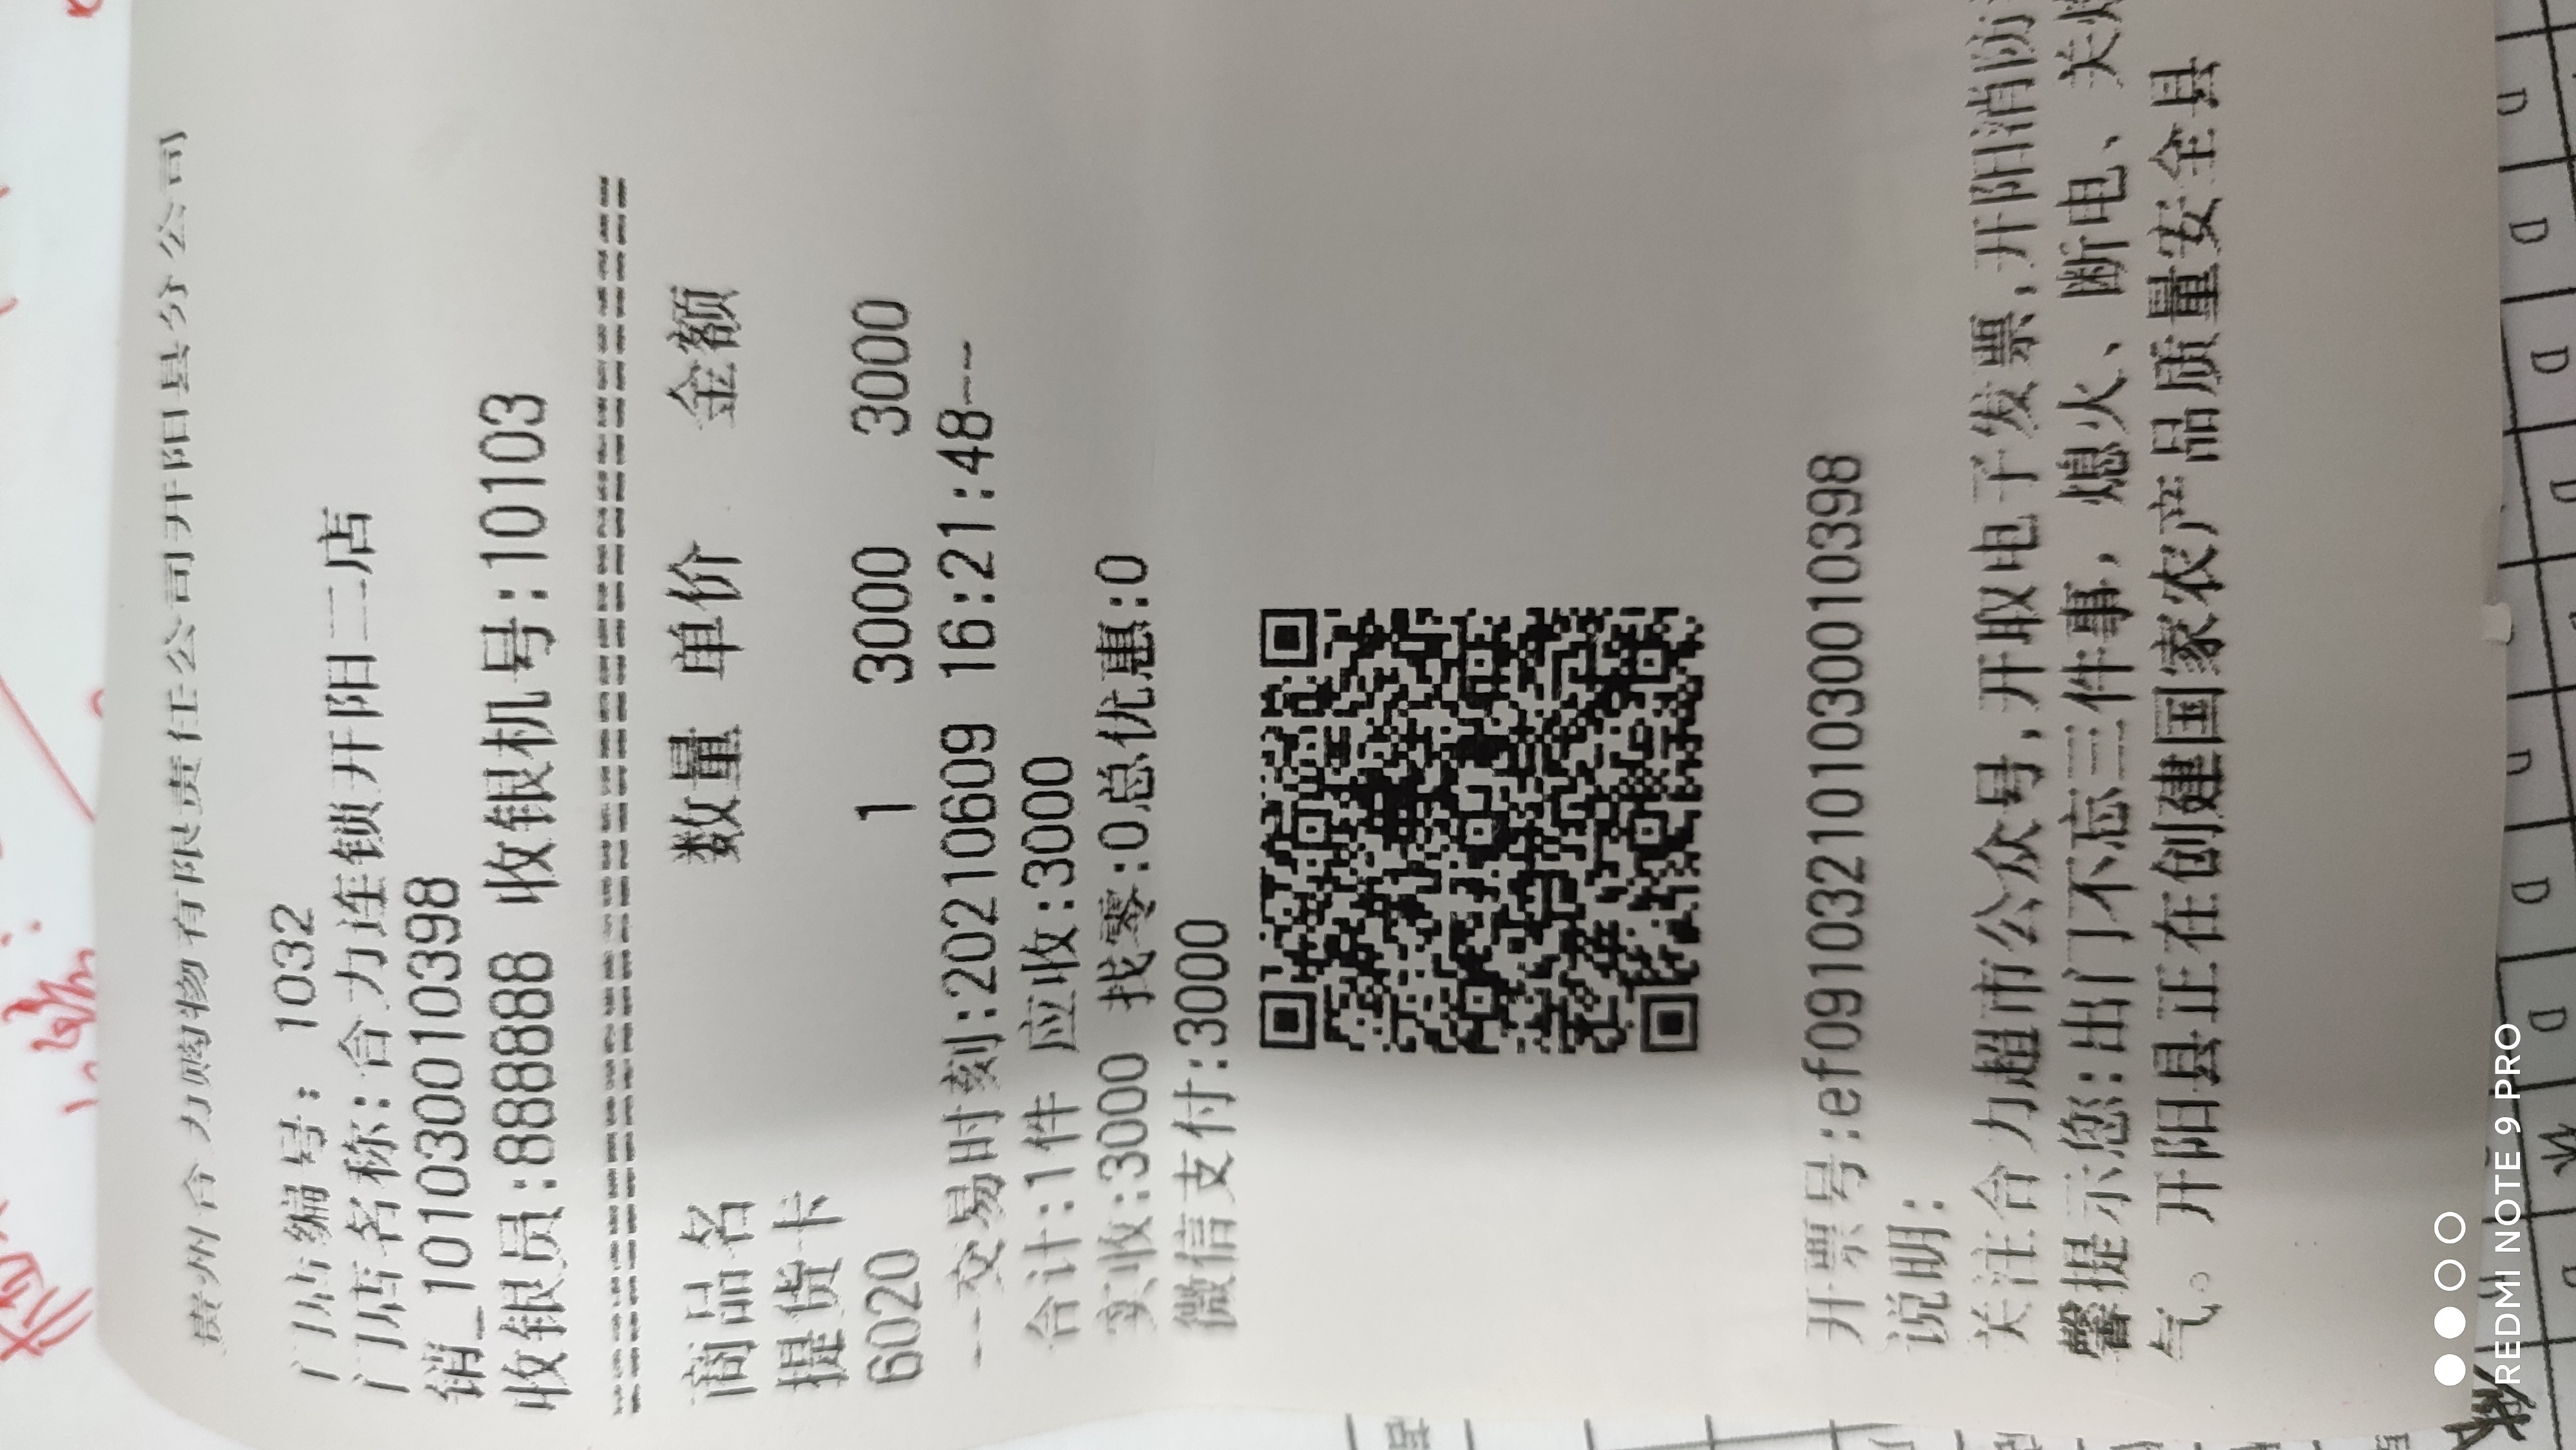 贵州合力购物有限责任公司开阳县分公司
门店编号: 1032
门店名称:合力连锁开阳二店
销_101030010398
收银员:888888 收银机号:10103
商品名 数量 单价 金额
提货卡
6020 1 3000 3000
--交易时刻:20210609 16:21:48--
合计:1件 应收:3000
实收:3000 找零:0总优惠:0
微信支付:3000
开票号:ef091032101030010398
说明:
关注合力超市公众号,开取电子发票,开阳消防
馨提示您:出门不忘三件事,熄火、断电、关
气。开阳县正在创建国家农产品质量安全县
REDMI NOTE 9 PRO